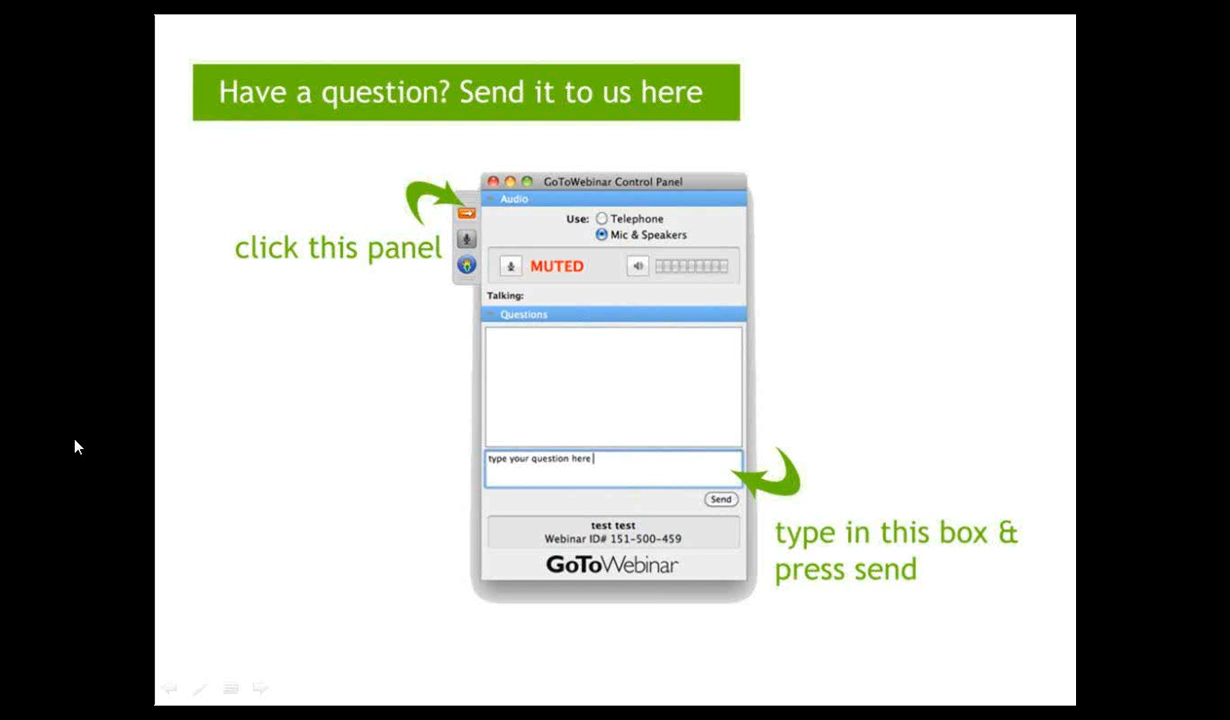 Have a question? Send it to us here
GoToWebinar Control Panel
Audio
Use: Telephone
Mic & Speakers
click this panel
MUTED
Talking:
Questions
type your question here
Send
test test
Webinar ID# 151-500-459
GoToWebinar
type in this box &
press send